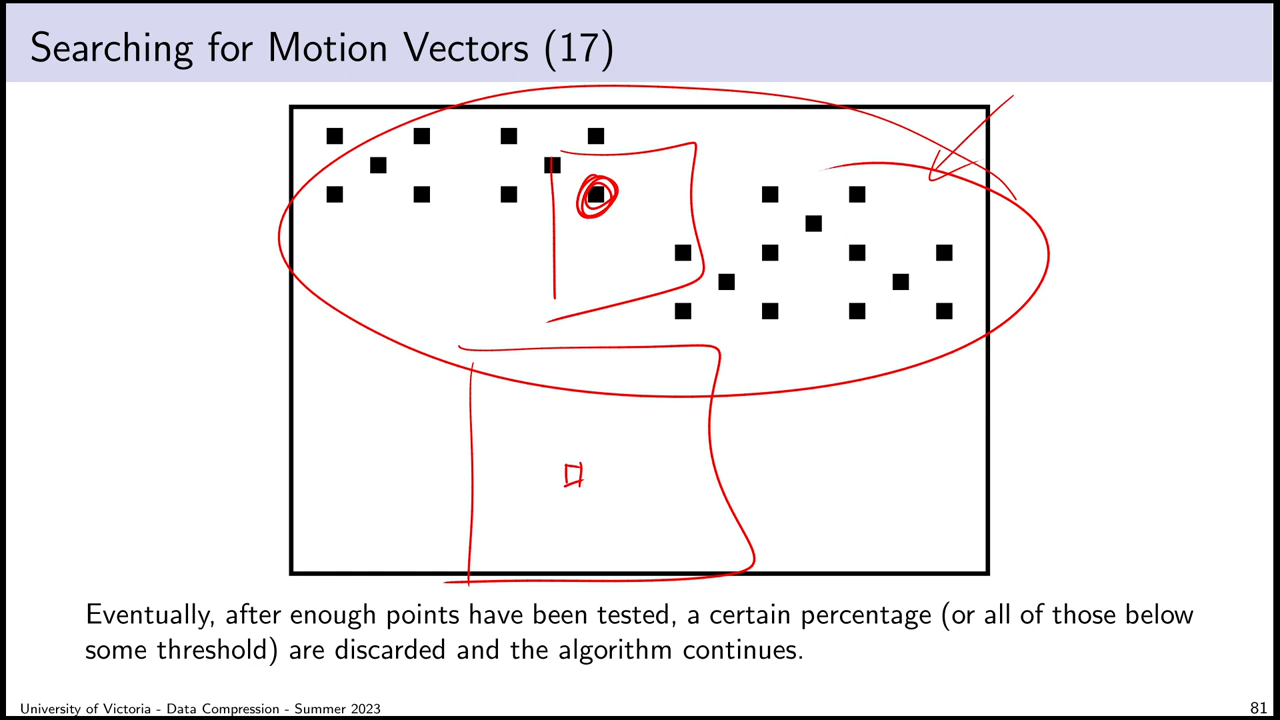 Searching for Motion Vectors (17)
Eventually, after enough points have been tested, a certain percentage (or all of those below
some threshold) are discarded and the algorithm continues.
University of Victoria - Data Compression - Summer 2023
81